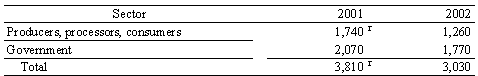 Sector 2001 2002
Producers, processors, consumers 1,740 r 1,260
Government 2,070 1,770
Total 3,810 r 3,030